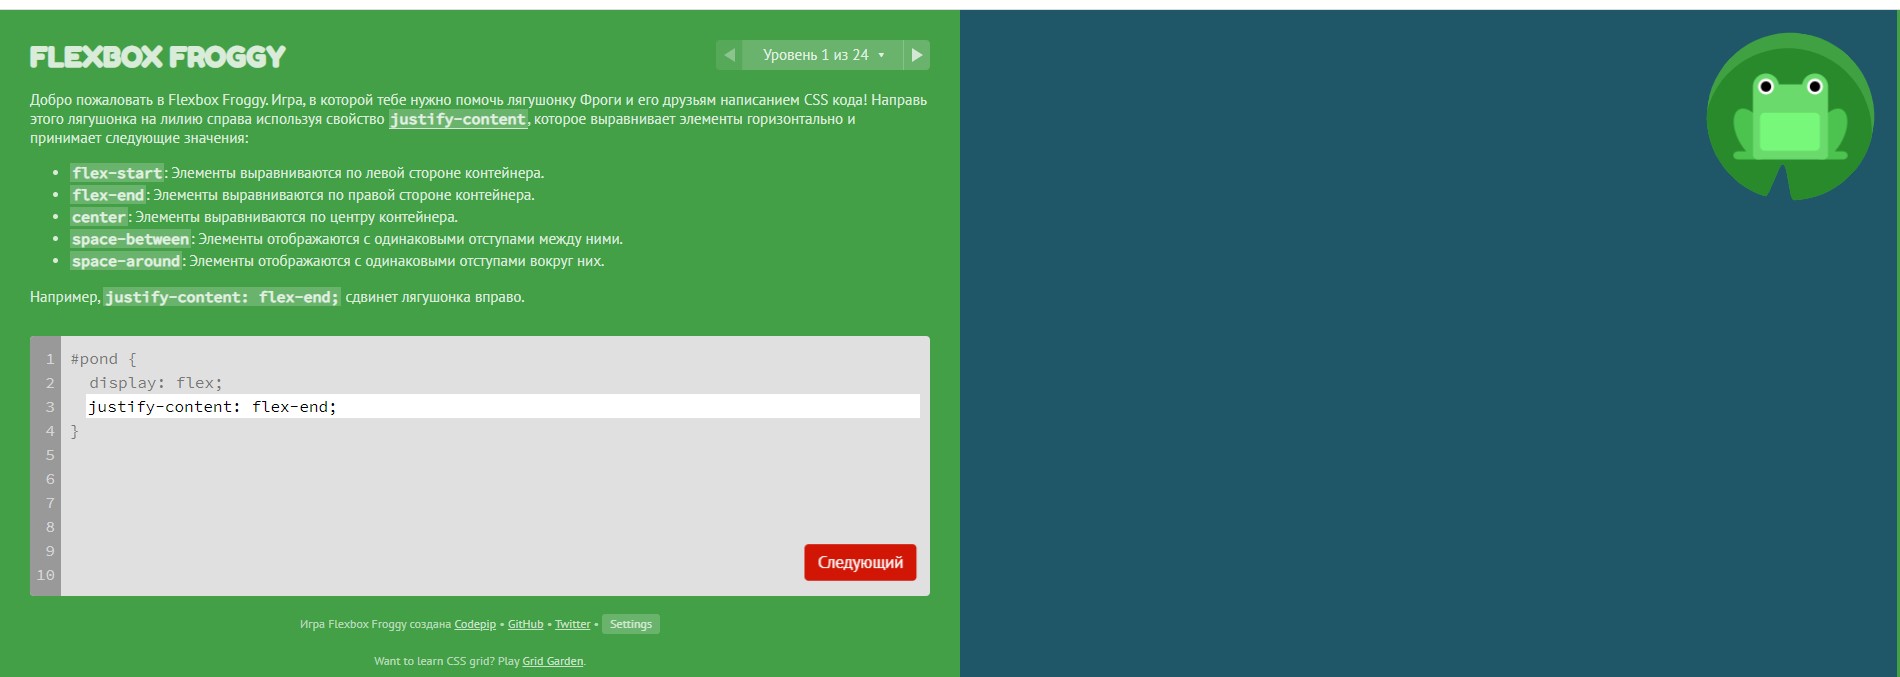 FLEXBOX FROGGY
Уровень 1 из 24
Добро пожаловать в Flexbox Froggy. Игра, в которой тебе нужно помочь лягушонку Фроги и его друзьям написанием CSS кода! Направь
этого лягушонка на лилию справа используя свойство justify-content, которое выравнивает элементы горизонтально и
принимает следующие значения:
• flex-start: Элементы выравниваются по левой стороне контейнера.
• flex-end: Элементы выравниваются по правой стороне контейнера.
• center: Элементы выравниваются по центру контейнера.
• space-between: Элементы отображаются с одинаковыми отступами между ними.
• space-around: Элементы отображаются с одинаковыми отступами вокруг них.
Например, justify-content: flex-end; сдвинет лягушонка вправо.
1 #pond {
2 display: flex;
3 justify-content: flex-end;
4 }
5
6
7
8
9
10
Следующий
Игра Flexbox Froggy создана Codepip • GitHub • Twitter • Settings
Want to learn CSS grid? Play Grid Garden.